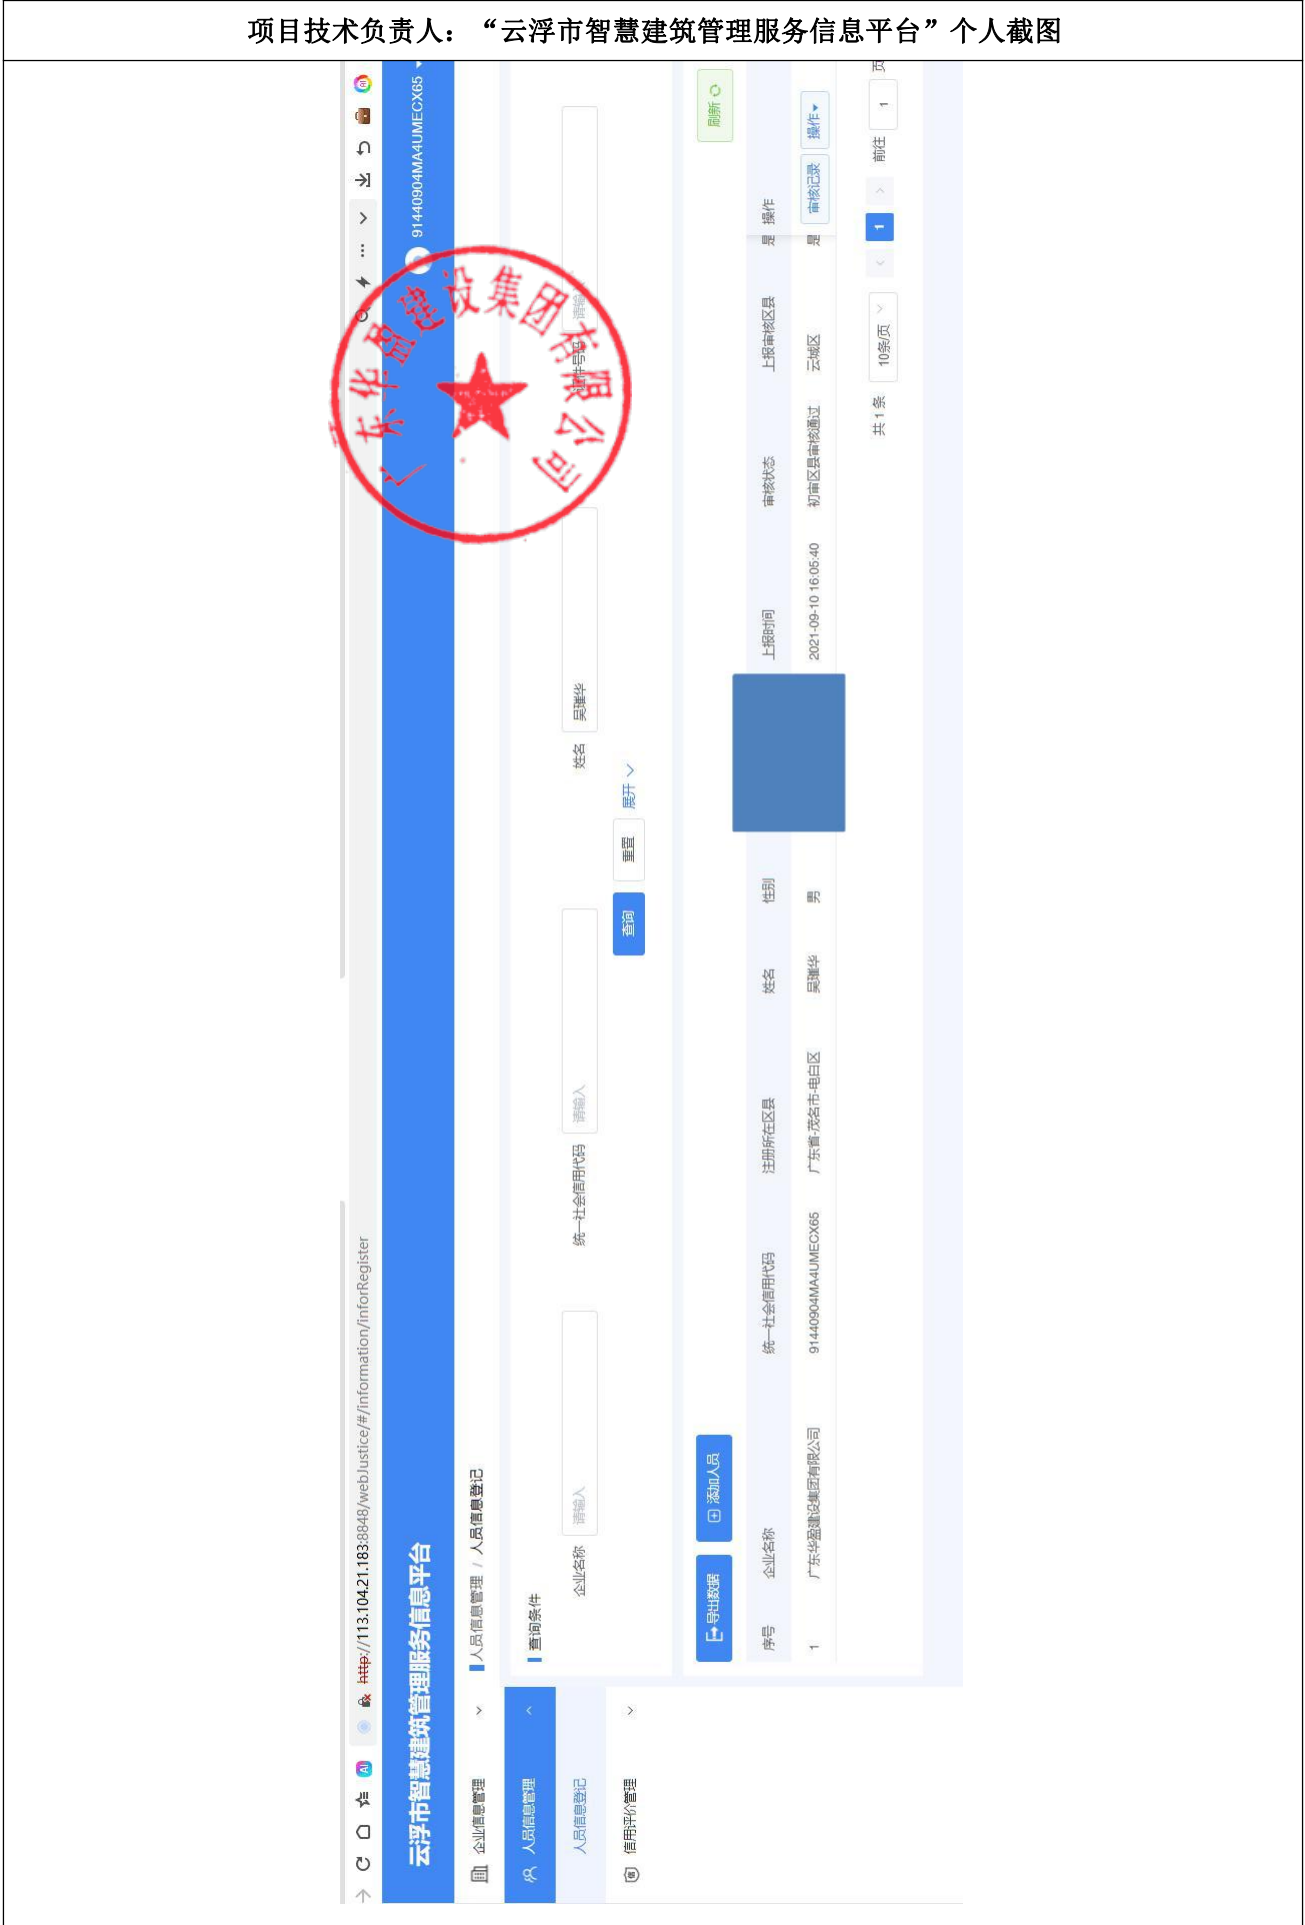 项目技术负责人：“云浮市智慧建筑管理服务信息平台”个人截图
http://113.104.21.183:8848/webJustice/#/information/inforRegister
云浮市智慧建筑管理服务信息平台
91440904MA4UMECX65
企业信息管理
人员信息管理
人员信息登记
信用评价管理
人员信息管理 / 人员信息登记
查询条件
企业名称 请输入
统一社会信用代码 请输入
姓名 吴璀华
证件号码 请输
查询 重置 展开
导出数据 添加人员 刷新
序号 企业名称 统一社会信用代码 注册所在区县 姓名 性别 上报时间 审核状态 上报审核区县 是 操作
1 广东华盈建设集团有限公司 91440904MA4UMECX65 广东省-茂名市-电白区 吴璀华 男 2021-09-10 16:05:40 初审区县审核通过 云城区 是 审核记录 操作
共 1 条 10条/页 1 前往 1 页
广东华盈建设集团有限公司